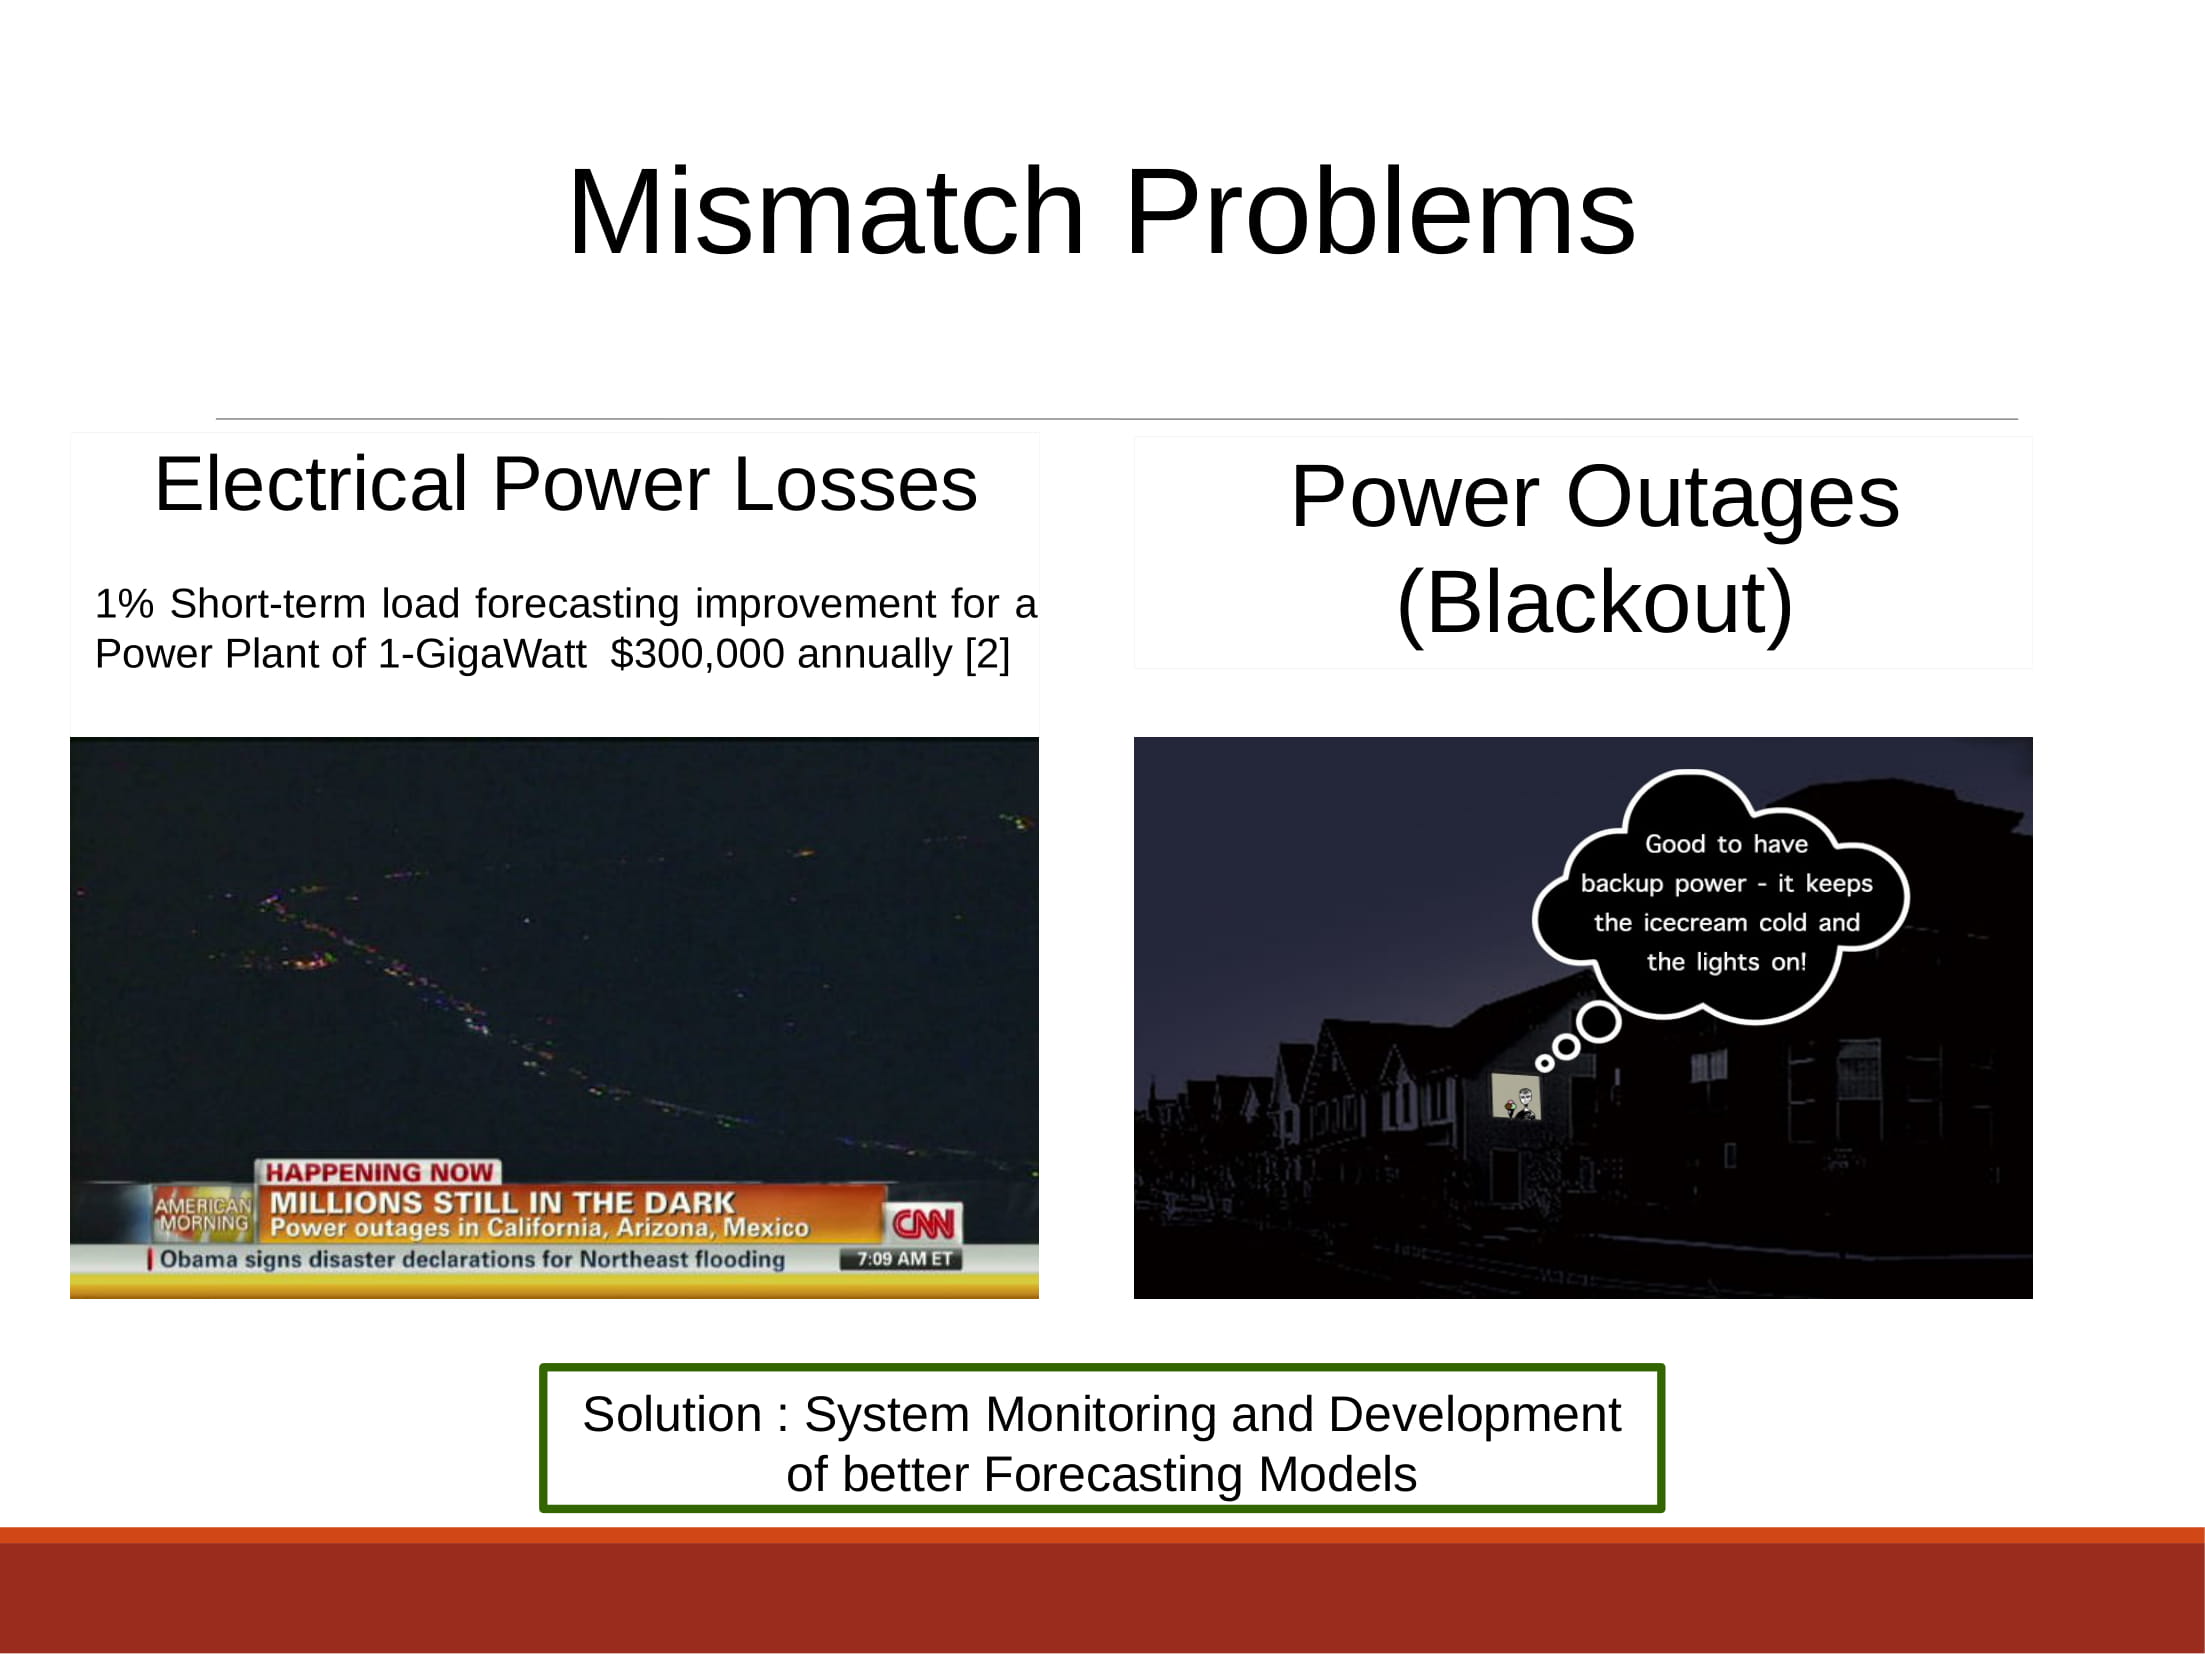 Mismatch Problems
Electrical Power Losses
1% Short-term load forecasting improvement for a
Power Plant of 1-GigaWatt  $300,000 annually [2]
Power Outages
(Blackout)
HAPPENING NOW
AMERICAN
MORNING
MILLIONS STILL IN THE DARK
Power outages in California, Arizona, Mexico
CNN
Obama signs disaster declarations for Northeast flooding
7:09 AM ET
Good to have
backup power - it keeps
the icecream cold and
the lights on!
Solution : System Monitoring and Development
of better Forecasting Models